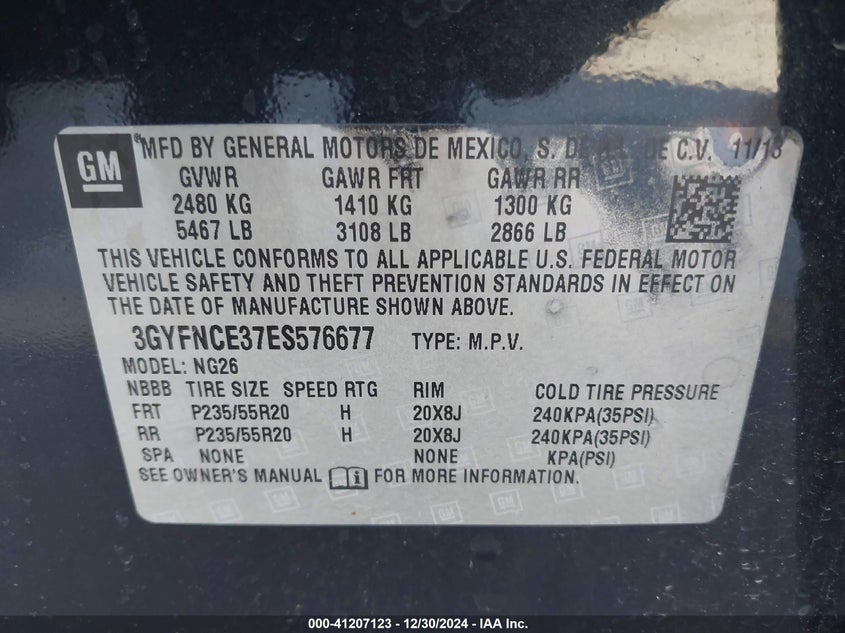 GM
®MFD BY GENERAL MOTORS DE MEXICO, S. DE C.V. 11/13
GVWR GAWR FRT GAWR RR
2480 KG 1410 KG 1300 KG
5467 LB 3108 LB 2866 LB
THIS VEHICLE CONFORMS TO ALL APPLICABLE U.S. FEDERAL MOTOR
VEHICLE SAFETY AND THEFT PREVENTION STANDARDS IN EFFECT ON
THE DATE OF MANUFACTURE SHOWN ABOVE.
3GYFNCE37ES576677 TYPE: M.P.V.
MODEL: NG26
NBBB TIRE SIZE SPEED RTG RIM COLD TIRE PRESSURE
FRT P235/55R20 H 20X8J 240KPA(35PSI)
RR P235/55R20 H 20X8J 240KPA(35PSI)
SPA NONE NONE KPA(PSI)
SEE OWNER'S MANUAL FOR MORE INFORMATION.
000-41207123 - 12/30/2024 - IAA Inc.